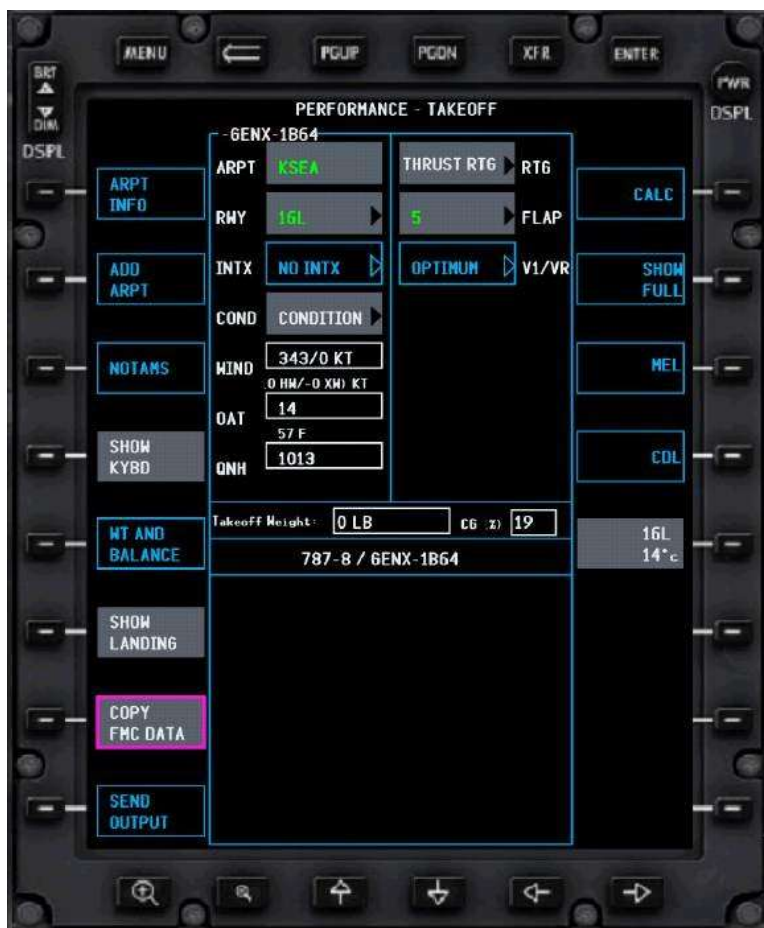 MENU
PGUP
PGDN
XFR
ENTER
BRT
DIM
DSPL
PWR
DSPL
PERFORMANCE - TAKEOFF
-GENX-1B64
ARPT KSEA
THRUST RTG RTG
RWY 16L
5 FLAP
INTX NO INTX
OPTIMUM V1/VR
COND CONDITION
WIND 343/0 KT
0 HW/-0 XW) KT
OAT 14
57 F
QNH 1013
Takeoff Weight: 0 LB CG %) 19
787-8 / GENX-1B64
ARPT
INFO
ADD
ARPT
NOTAMS
SHOW
KYBD
WT AND
BALANCE
SHOW
LANDING
COPY
FMC DATA
SEND
OUTPUT
CALC
SHOW
FULL
MEL
CDL
16L
14°c